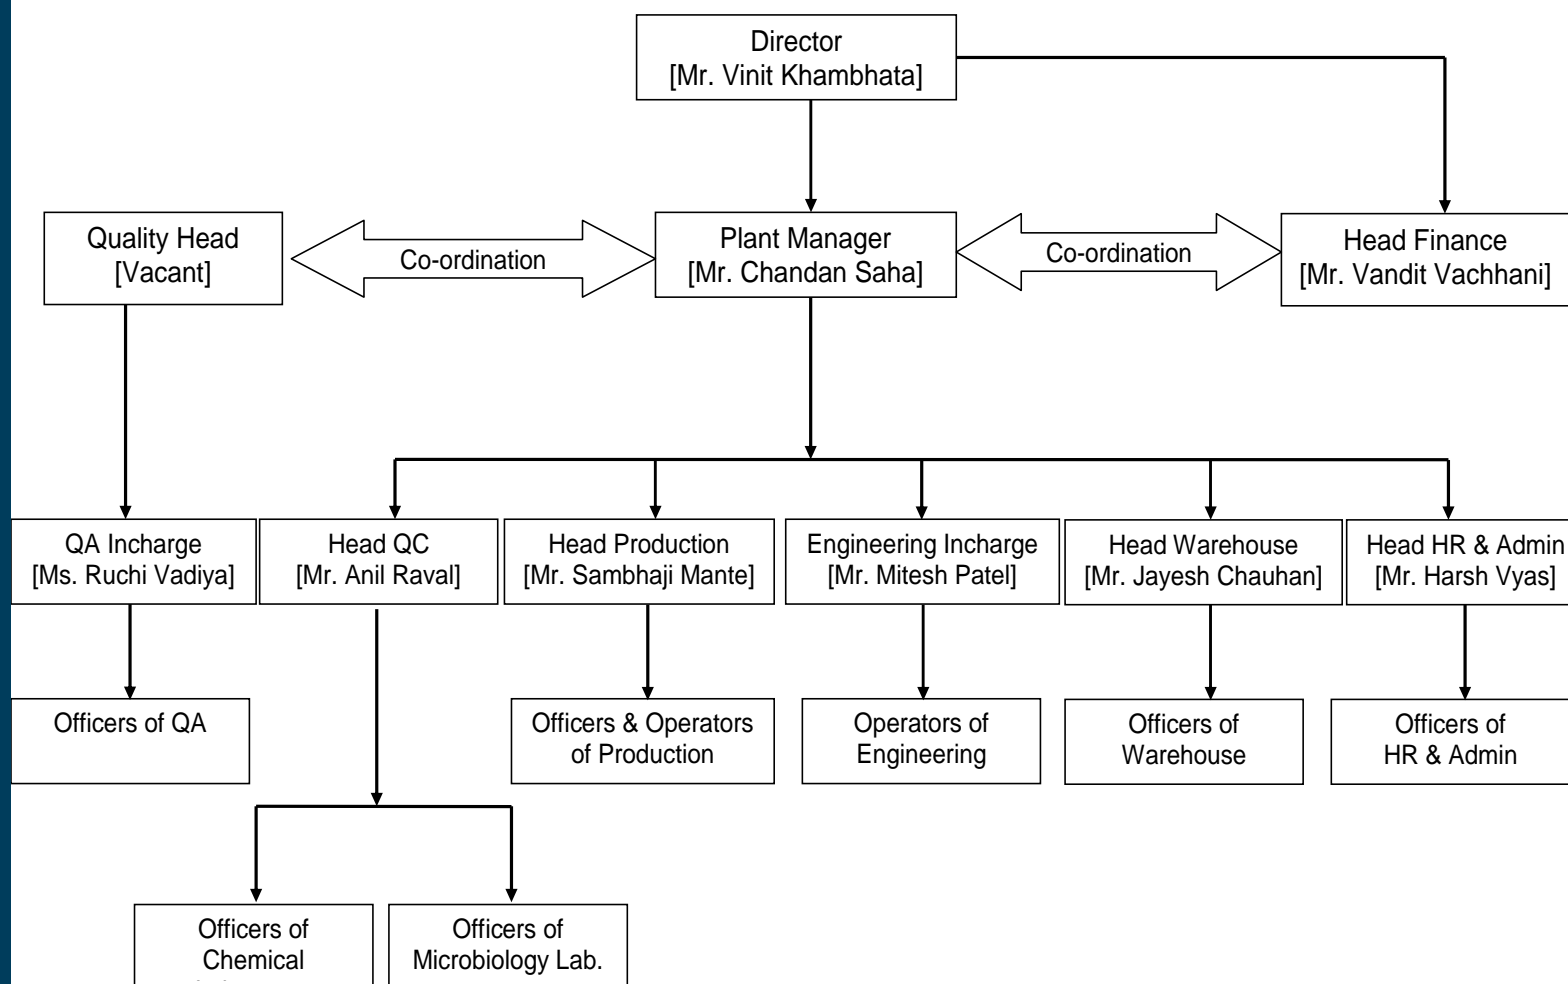 Director
[Mr. Vinit Khambhata]
Quality Head
[Vacant]
Co-ordination
Plant Manager
[Mr. Chandan Saha]
Co-ordination
Head Finance
[Mr. Vandit Vachhani]
QA Incharge
[Ms. Ruchi Vadiya]
Head QC
[Mr. Anil Raval]
Head Production
[Mr. Sambhaji Mante]
Engineering Incharge
[Mr. Mitesh Patel]
Head Warehouse
[Mr. Jayesh Chauhan]
Head HR & Admin
[Mr. Harsh Vyas]
Officers of QA
Officers & Operators
of Production
Operators of
Engineering
Officers of
Warehouse
Officers of
HR & Admin
Officers of
Chemical
Officers of
Microbiology Lab.